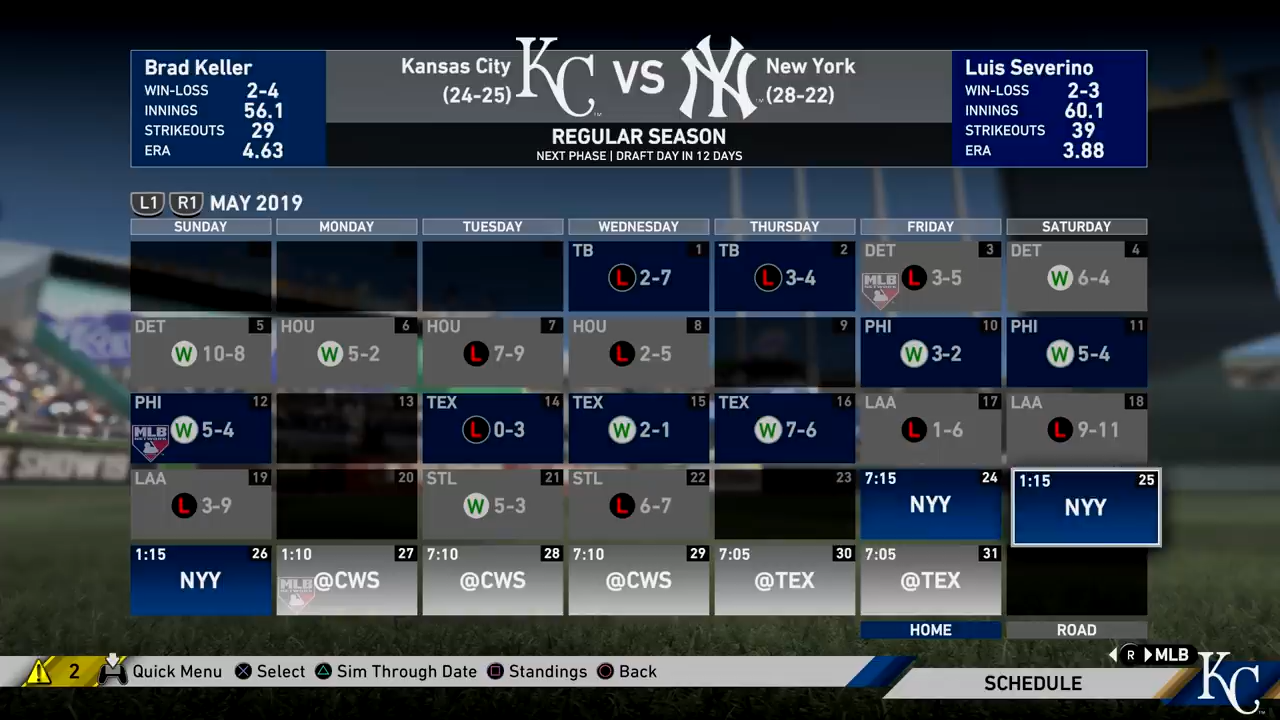 Brad Keller
WIN-LOSS 2-4
INNINGS 56.1
STRIKEOUTS 29
ERA 4.63
Kansas City
(24-25)
KC VS NY
New York
(28-22)
REGULAR SEASON
NEXT PHASE | DRAFT DAY IN 12 DAYS
Luis Severino
WIN-LOSS 2-3
INNINGS 60.1
STRIKEOUTS 39
ERA 3.88
L1 R1 MAY 2019
SUNDAY MONDAY TUESDAY WEDNESDAY THURSDAY FRIDAY SATURDAY
TB 1 TB 2 DET 3 DET 4
L 2-7 L 3-4 MLB NETWORK L 3-5 W 6-4
DET 5 HOU 6 HOU 7 HOU 8 9 PHI 10 PHI 11
W 10-8 W 5-2 L 7-9 L 2-5 W 3-2 W 5-4
PHI 12 13 TEX 14 TEX 15 TEX 16 LAA 17 LAA 18
MLB NETWORK W 5-4 L 0-3 W 2-1 W 7-6 L 1-6 L 9-11
LAA 19 20 STL 21 STL 22 23 7:15 24 1:15 25
L 3-9 W 5-3 L 6-7 NYY NYY
1:15 26 1:10 27 7:10 28 7:10 29 7:05 30 7:05 31
NYY MLB NETWORK @CWS @CWS @CWS @TEX @TEX
HOME ROAD
R MLB
2 Quick Menu Select Sim Through Date Standings Back
SCHEDULE KC